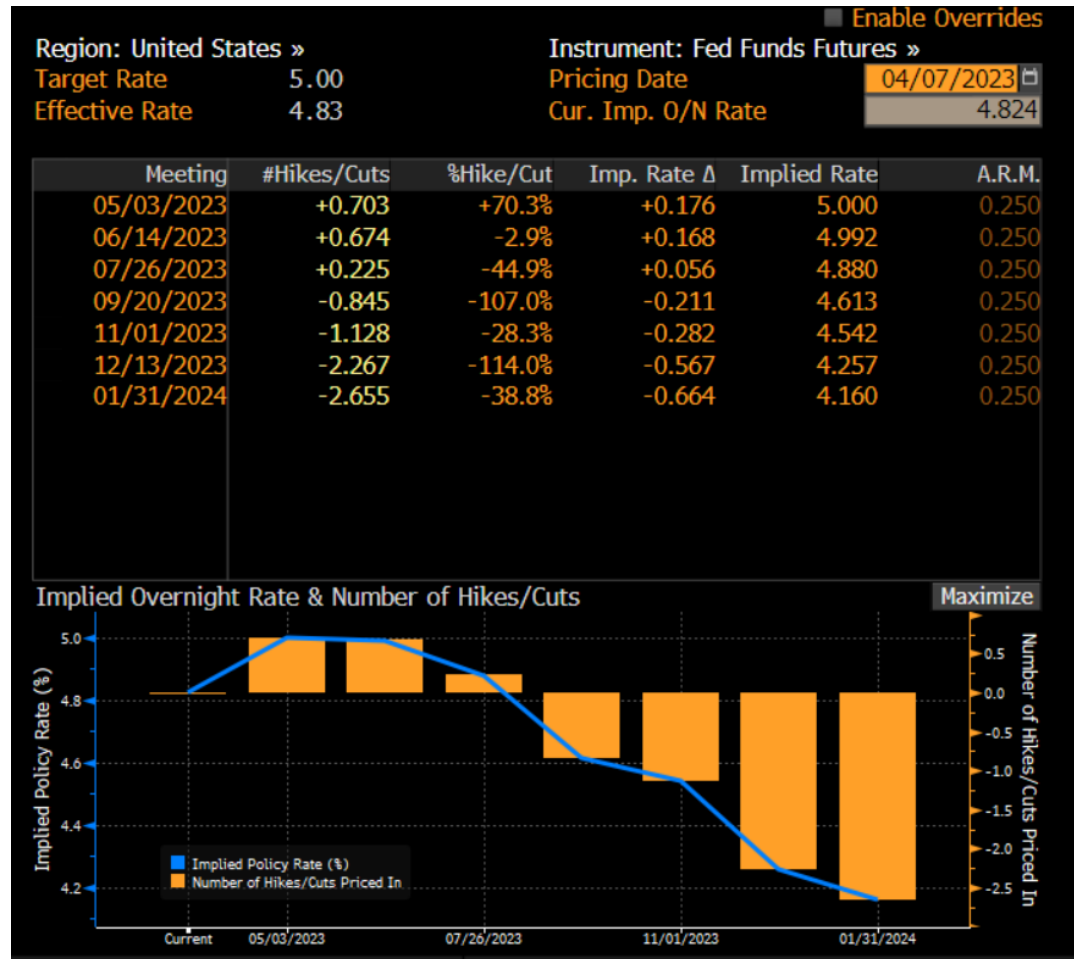 Enable Overrides
Region: United States » Instrument: Fed Funds Futures »
Target Rate 5.00 Pricing Date 04/07/2023
Effective Rate 4.83 Cur. Imp. O/N Rate 4.824
Meeting #Hikes/Cuts %Hike/Cut Imp. Rate Δ Implied Rate A.R.M.
05/03/2023 +0.703 +70.3% +0.176 5.000 0.250
06/14/2023 +0.674 -2.9% +0.168 4.992 0.250
07/26/2023 +0.225 -44.9% +0.056 4.880 0.250
09/20/2023 -0.845 -107.0% -0.211 4.613 0.250
11/01/2023 -1.128 -28.3% -0.282 4.542 0.250
12/13/2023 -2.267 -114.0% -0.567 4.257 0.250
01/31/2024 -2.655 -38.8% -0.664 4.160 0.250
Implied Overnight Rate & Number of Hikes/Cuts Maximize
Implied Policy Rate (%)
5.0
4.8
4.6
4.4
4.2
Implied Policy Rate (%)
Number of Hikes/Cuts Priced In
0.5
0.0
-0.5
-1.0
-1.5
-2.0
-2.5
Number of Hikes/Cuts Priced In
Current 05/03/2023 07/26/2023 11/01/2023 01/31/2024